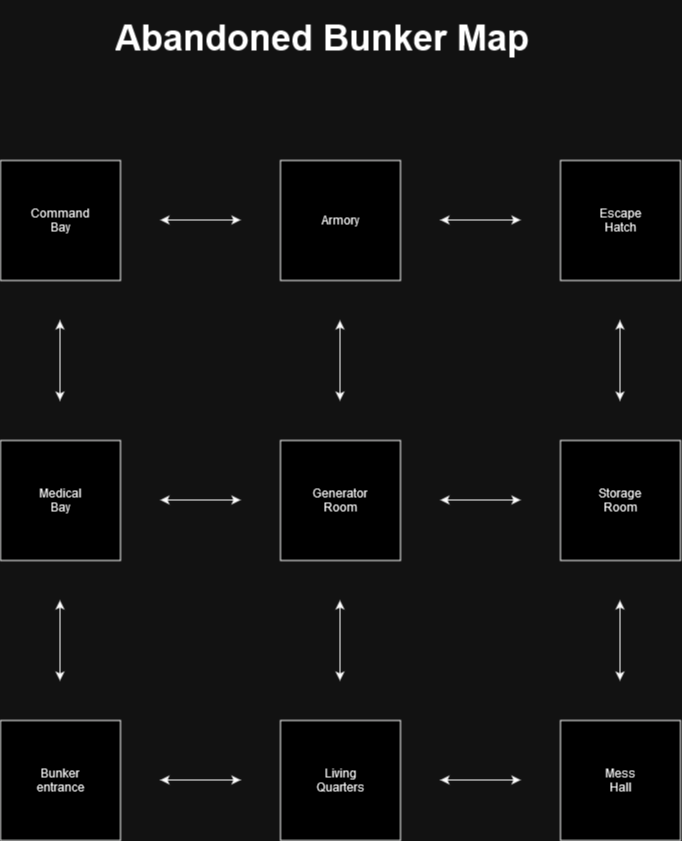 Abandoned Bunker Map
Command
Bay
Armory
Escape
Hatch
Medical
Bay
Generator
Room
Storage
Room
Bunker
entrance
Living
Quarters
Mess
Hall